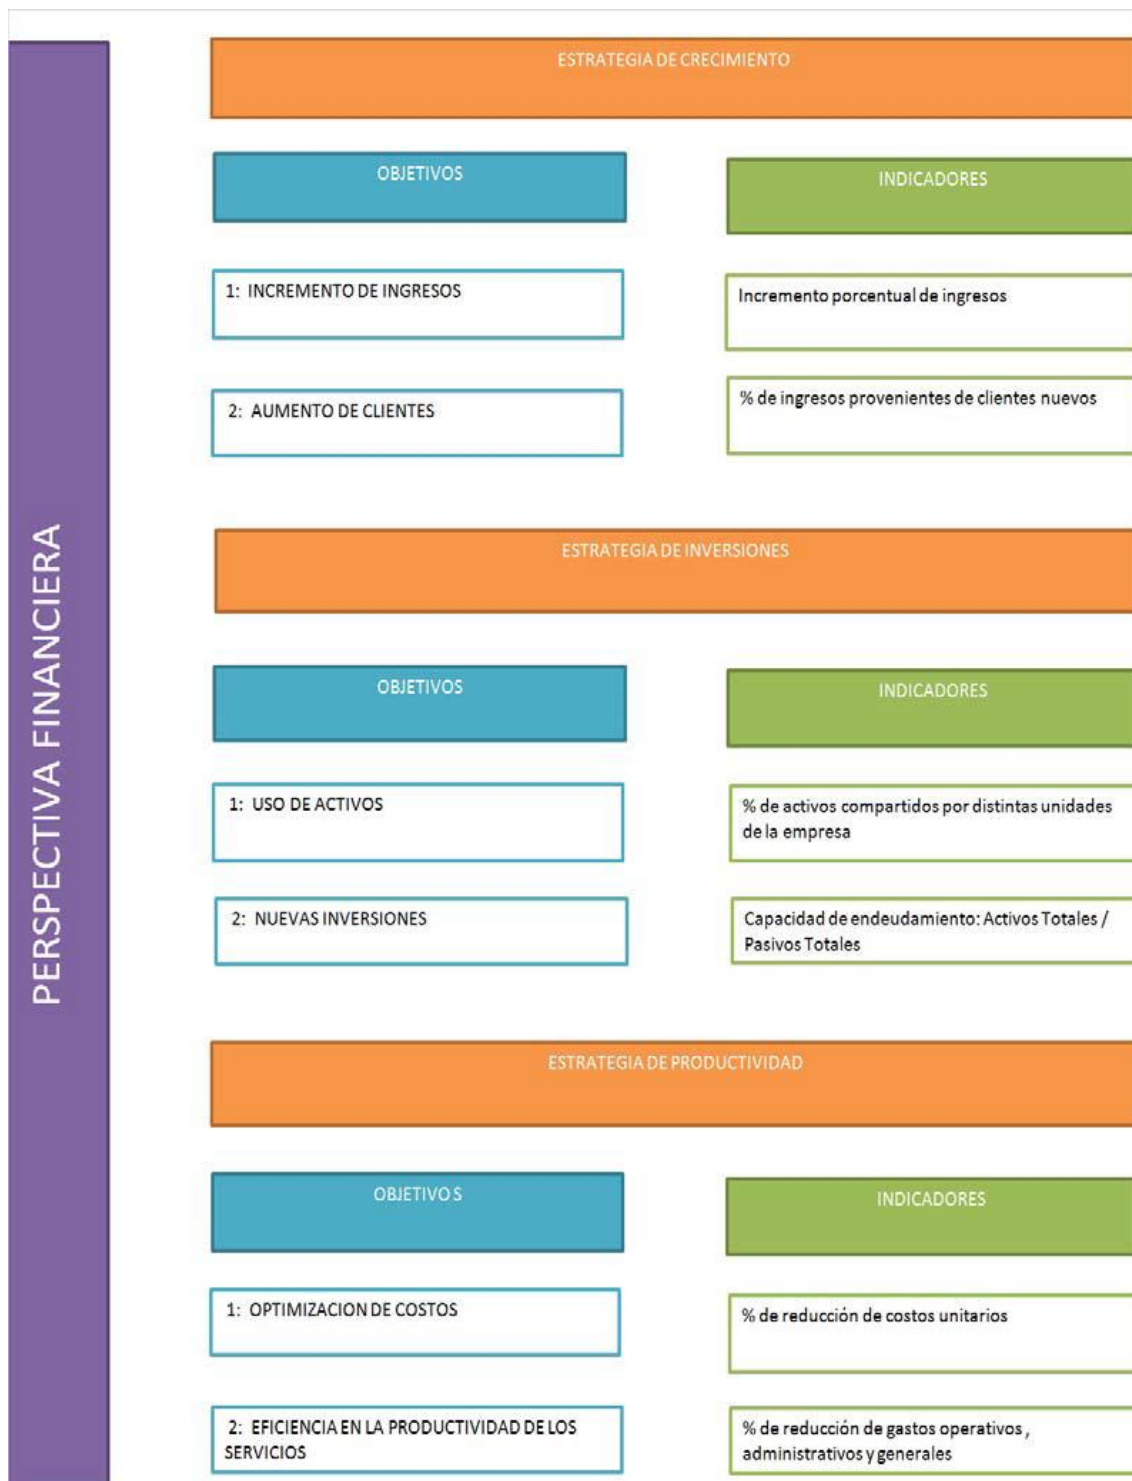 PERSPECTIVA FINANCIERA
ESTRATEGIA DE CRECIMIENTO
OBJETIVOS
INDICADORES
1: INCREMENTO DE INGRESOS
Incremento porcentual de ingresos
2: AUMENTO DE CLIENTES
% de ingresos provenientes de clientes nuevos
ESTRATEGIA DE INVERSIONES
OBJETIVOS
INDICADORES
1: USO DE ACTIVOS
% de activos compartidos por distintas unidades
de la empresa
2: NUEVAS INVERSIONES
Capacidad de endeudamiento: Activos Totales /
Pasivos Totales
ESTRATEGIA DE PRODUCTIVIDAD
OBJETIVO S
INDICADORES
1: OPTIMIZACION DE COSTOS
% de reducción de costos unitarios
2: EFICIENCIA EN LA PRODUCTIVIDAD DE LOS
SERVICIOS
% de reducción de gastos operativos ,
administrativos y generales